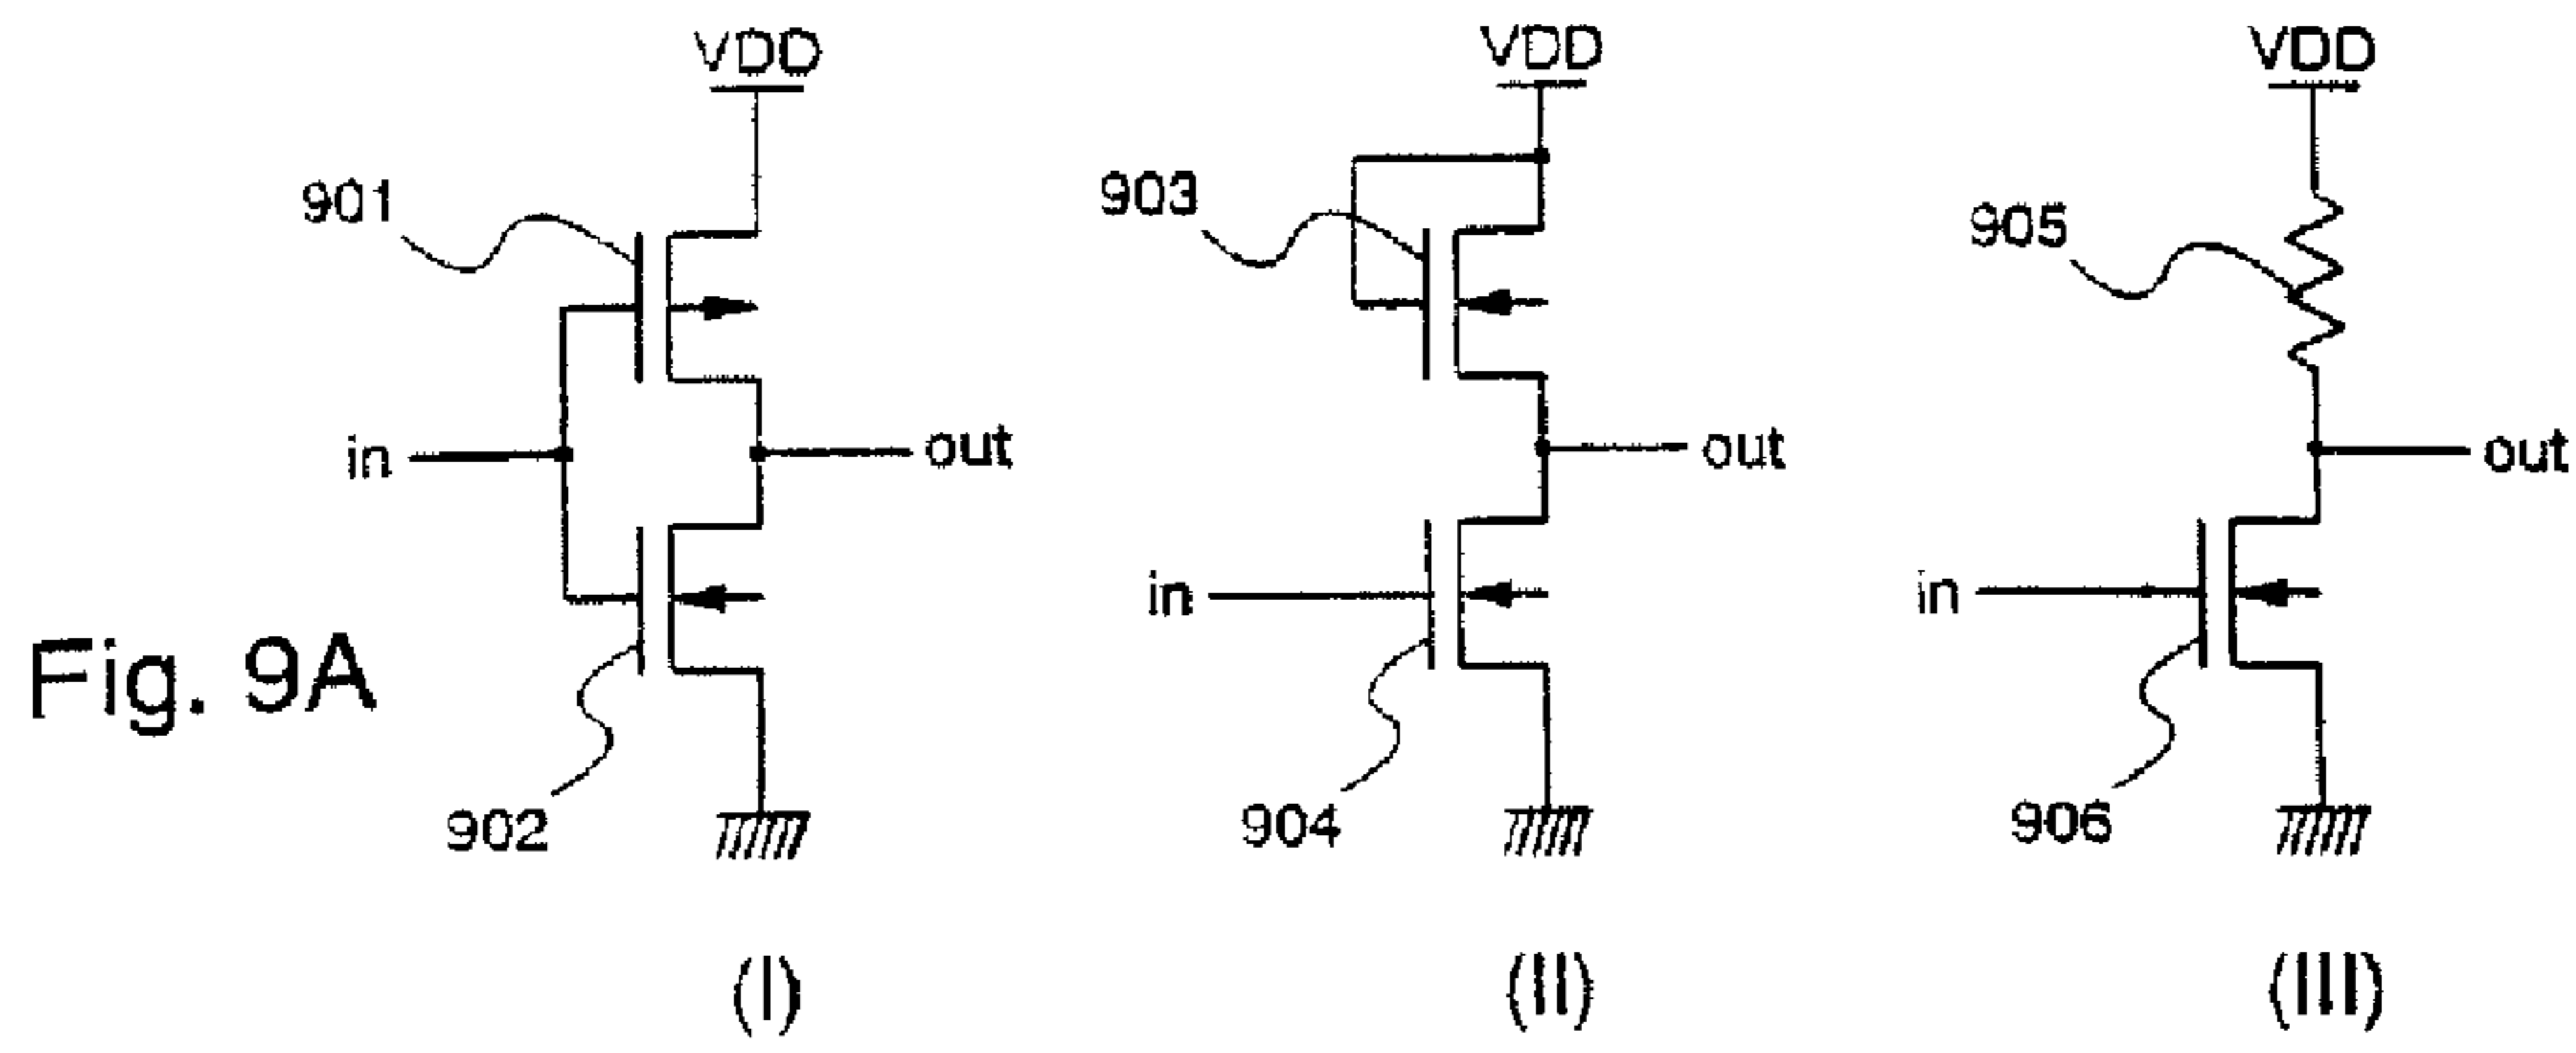 VDD
VDD
VDD
901
903
905
in
out
out
out
in
in
Fig. 9A
902
904
906
(I)
(II)
(III)